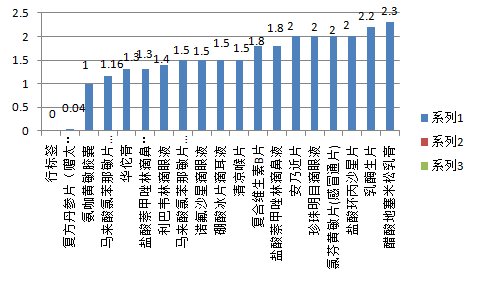 2.5
2
1.5
1
0.5
0
0
0.04
1
1.16
1.3
1.3
1.4
1.5
1.5
1.5
1.5
1.8
1.8
2
2
2
2
2.2
2.3
行标签
复方丹参片（
氨咖黄敏胶囊
马来酸氯苯那敏片…
华佗膏
盐酸萘甲唑林滴鼻…
利巴韦林滴眼液
马来酸氯苯那敏片…
诺氟沙星滴眼液
硼酸冰片滴耳液
清凉喉片
复合维生素B片
盐酸萘甲唑林滴鼻液
安乃近片
珍珠明目滴眼液
氯芬黄敏片(感冒通片)
盐酸环丙沙星片
乳酶生片
醋酸地塞米松乳膏
系列1
系列2
系列3